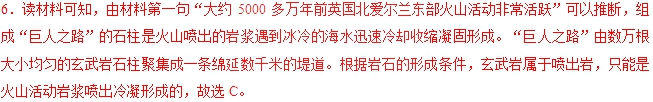 6．读材料可知，由材料第一句“大约 5000 多万年前英国北爱尔兰东部火山活动非常活跃”可以推断，组
成“巨人之路”的石柱是火山喷出的岩浆遇到冰冷的海水迅速冷却收缩凝固形成。“巨人之路”由数万根
大小均匀的玄武岩石柱聚集成一条绵延数千米的堤道。根据岩石的形成条件，玄武岩属于喷出岩，只能是
火山活动岩浆喷出冷凝形成的，故选 C。